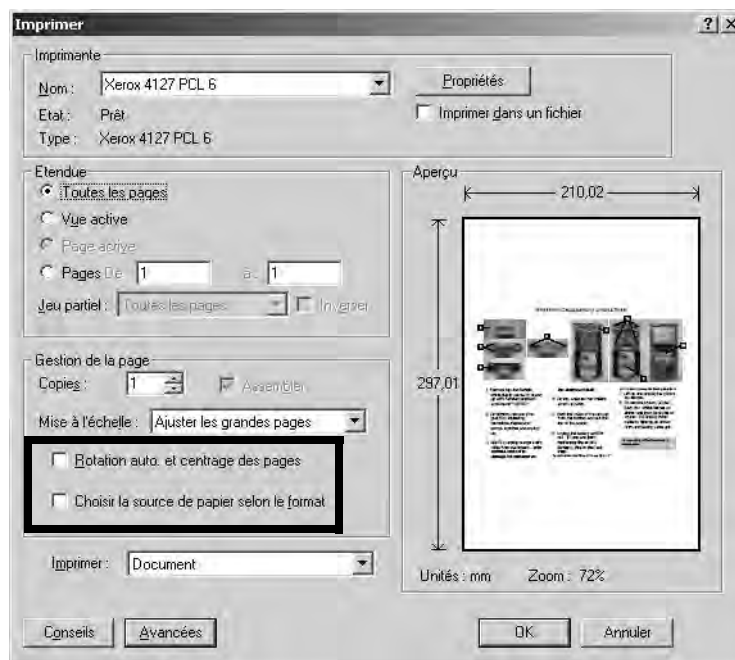 Imprimer
Imprimante
Nom : Xerox 4127 PCL 6
Propriétés
Etat : Prêt
Imprimer dans un fichier
Type : Xerox 4127 PCL 6
Etendue
Toutes les pages
Vue active
Page active
Pages De 1 à : 1
Jeu partiel : Toutes les pages Inverser
Gestion de la page
Copies : 1 Assembler
Mise à l'échelle : Ajuster les grandes pages
Rotation auto. et centrage des pages
Choisir la source de papier selon le format
Imprimer : Document
Aperçu
210,02
297,01
Unités : mm Zoom : 72%
Conseils Avancées OK Annuler